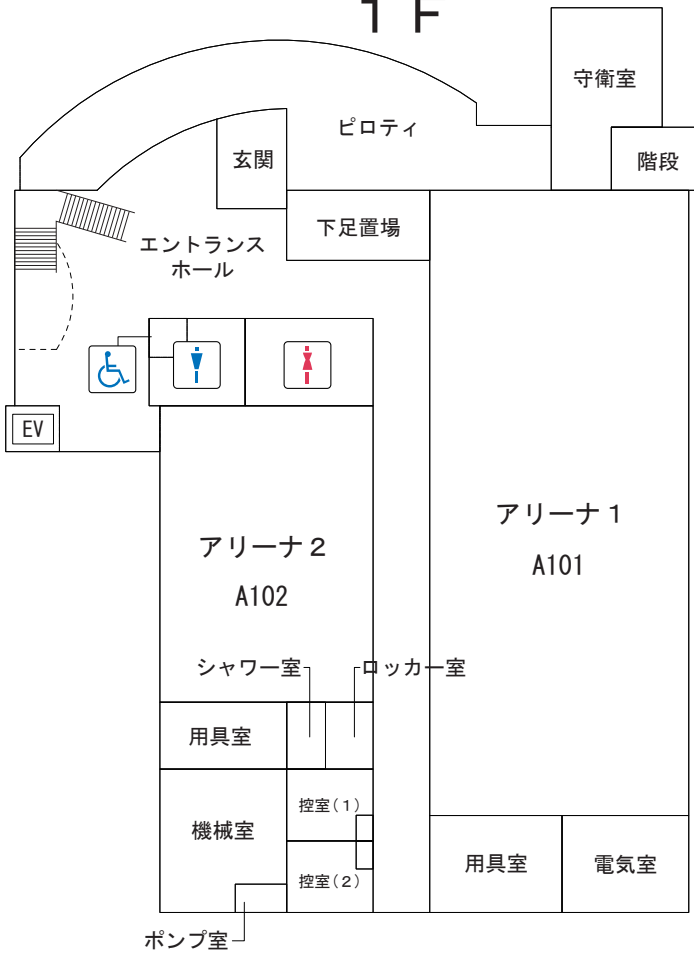 1F
守衛室
ピロティ
玄関
階段
下足置場
エントランス
ホール
EV
アリーナ1
A101
アリーナ2
A102
シャワー室
ロッカー室
用具室
控室(1)
機械室
控室(2)
用具室
電気室
ポンプ室